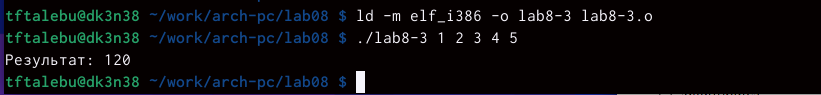 tftalebu@dk3n38 ~/work/arch-pc/lab08 $ ld -m elf_i386 -o lab8-3 lab8-3.o
tftalebu@dk3n38 ~/work/arch-pc/lab08 $ ./lab8-3 1 2 3 4 5
Результат: 120
tftalebu@dk3n38 ~/work/arch-pc/lab08 $